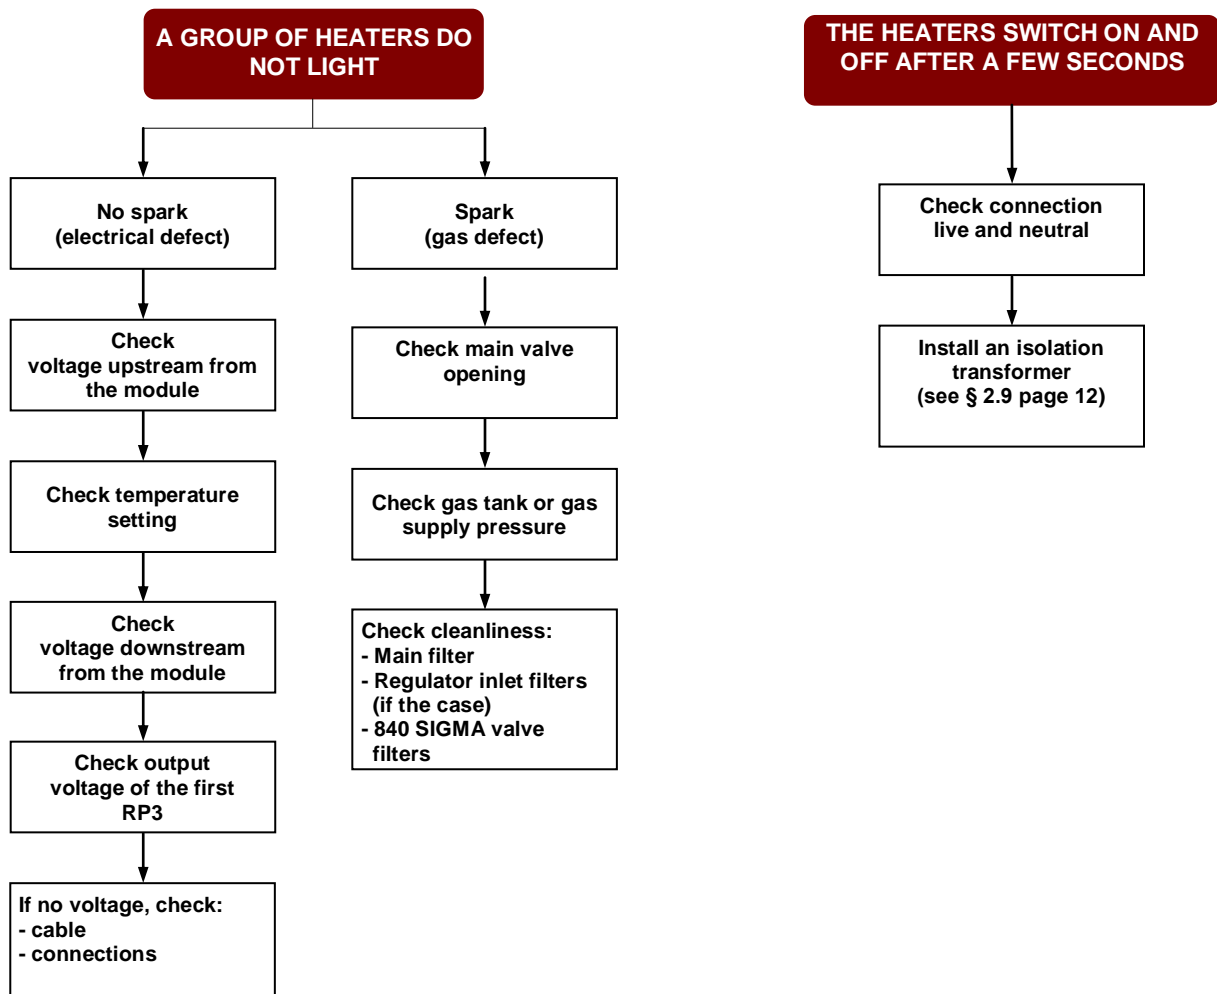 A GROUP OF HEATERS DO
NOT LIGHT
No spark
(electrical defect)
Check
voltage upstream from
the module
Check temperature
setting
Check
voltage downstream
from the module
Check output
voltage of the first
RP3
If no voltage, check:
- cable
- connections
Spark
(gas defect)
Check main valve
opening
Check gas tank or gas
supply pressure
Check cleanliness:
- Main filter
- Regulator inlet filters
(if the case)
- 840 SIGMA valve
filters
THE HEATERS SWITCH ON AND
OFF AFTER A FEW SECONDS
Check connection
live and neutral
Install an isolation
transformer
(see § 2.9 page 12)